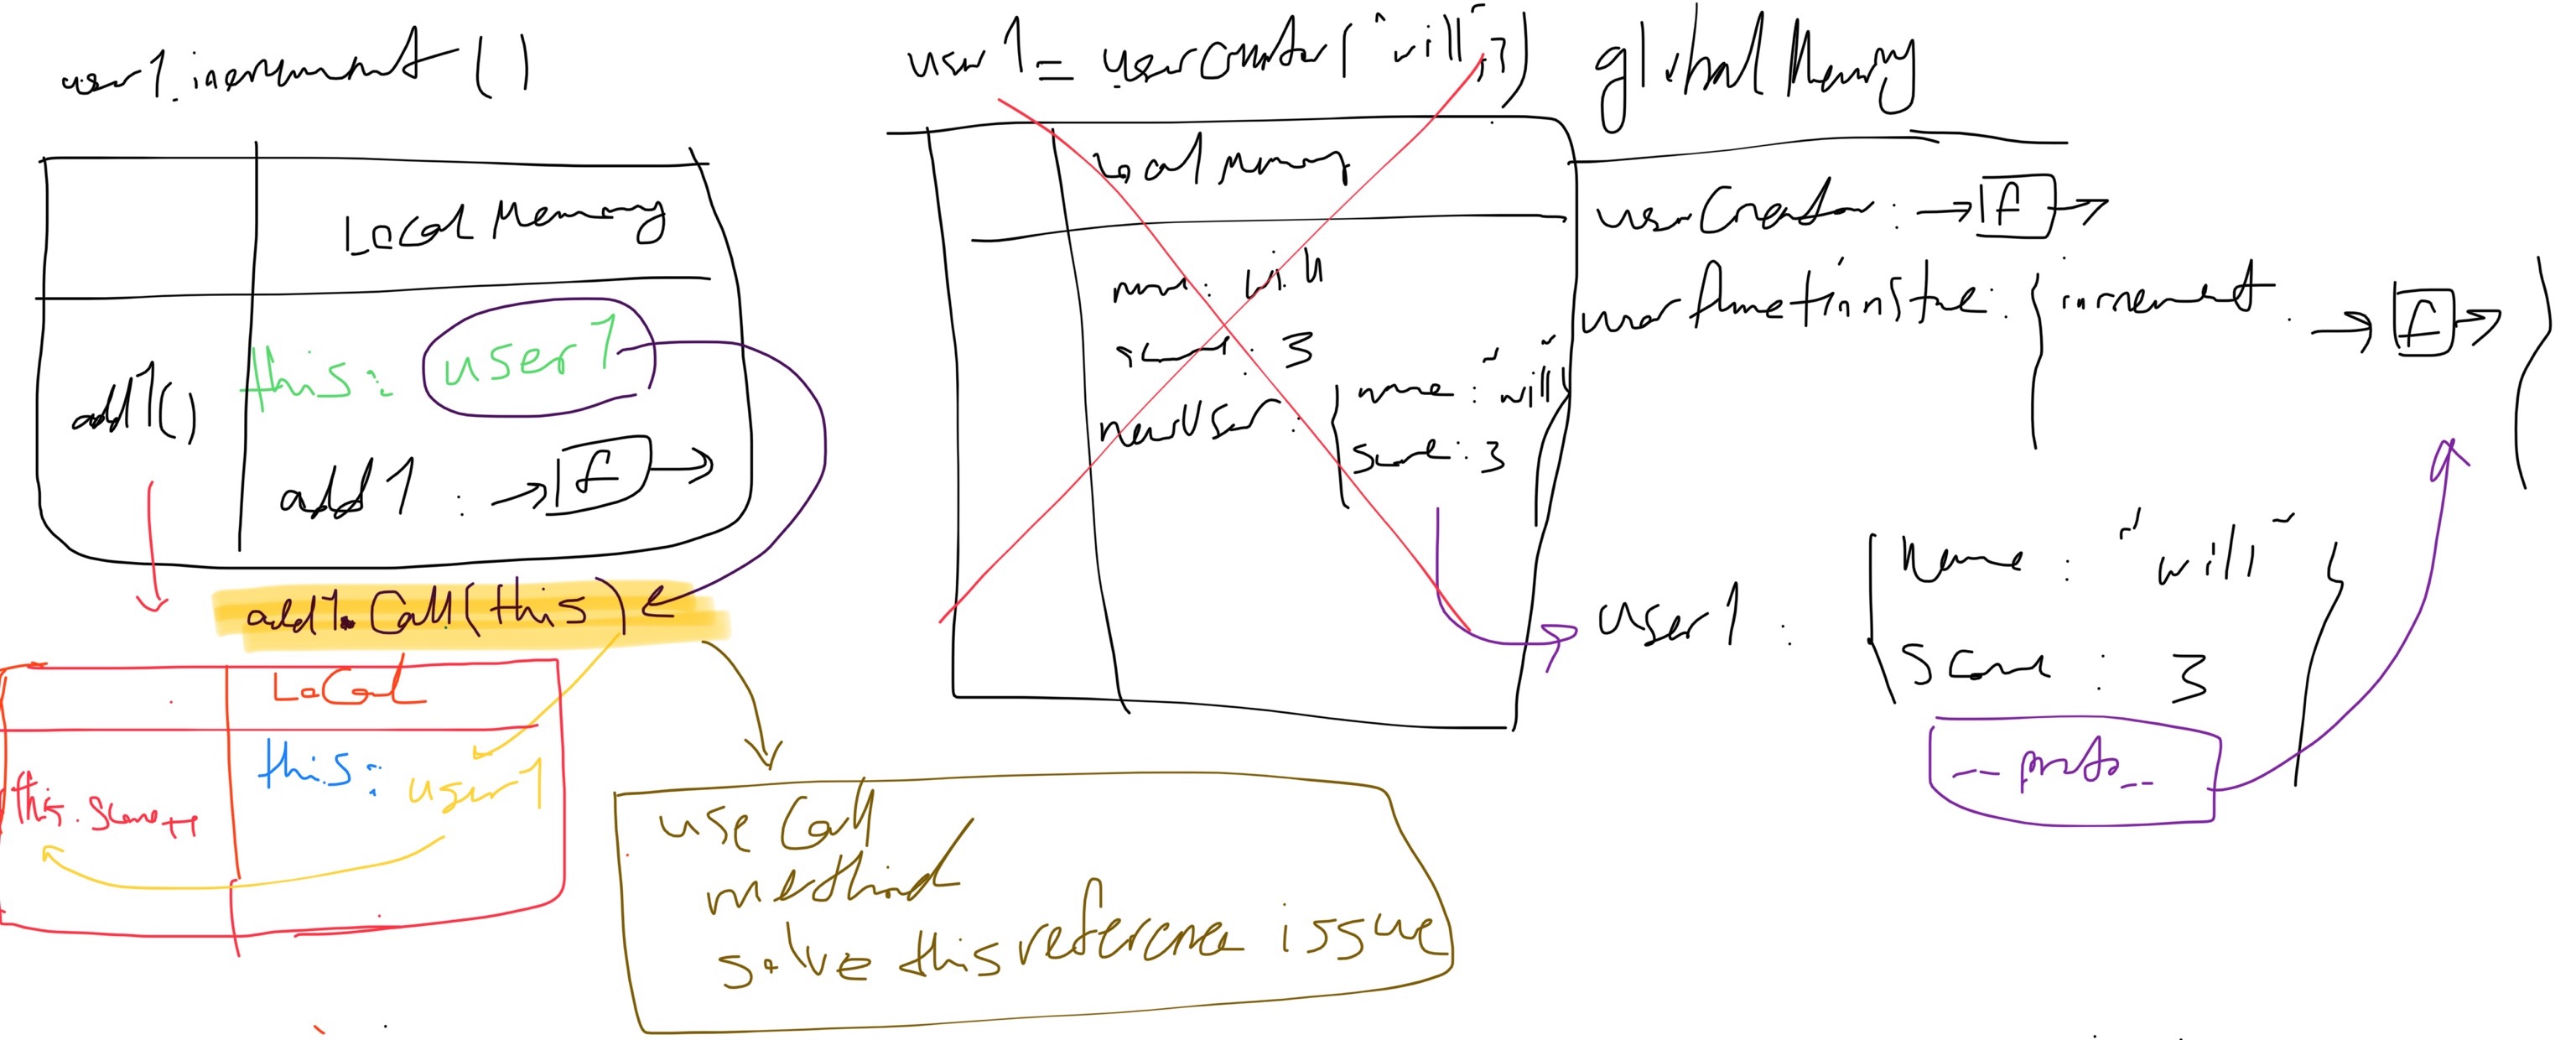 user1.increment()
Local Memory
this: user1
add1()
add1 : → f →
add1.Call(this)
Local
this: user1
this.score++
use Call
method
solve this reference issue
user1 = userCreator("will", 3)
Local Memory
name: will
score: 3
newUser: { name: "will"
score: 3
global Memory
userCreator: → f →
userFunctionStore: { increment: → f → }
user1: { Name: "will"
Score: 3 }
__proto__